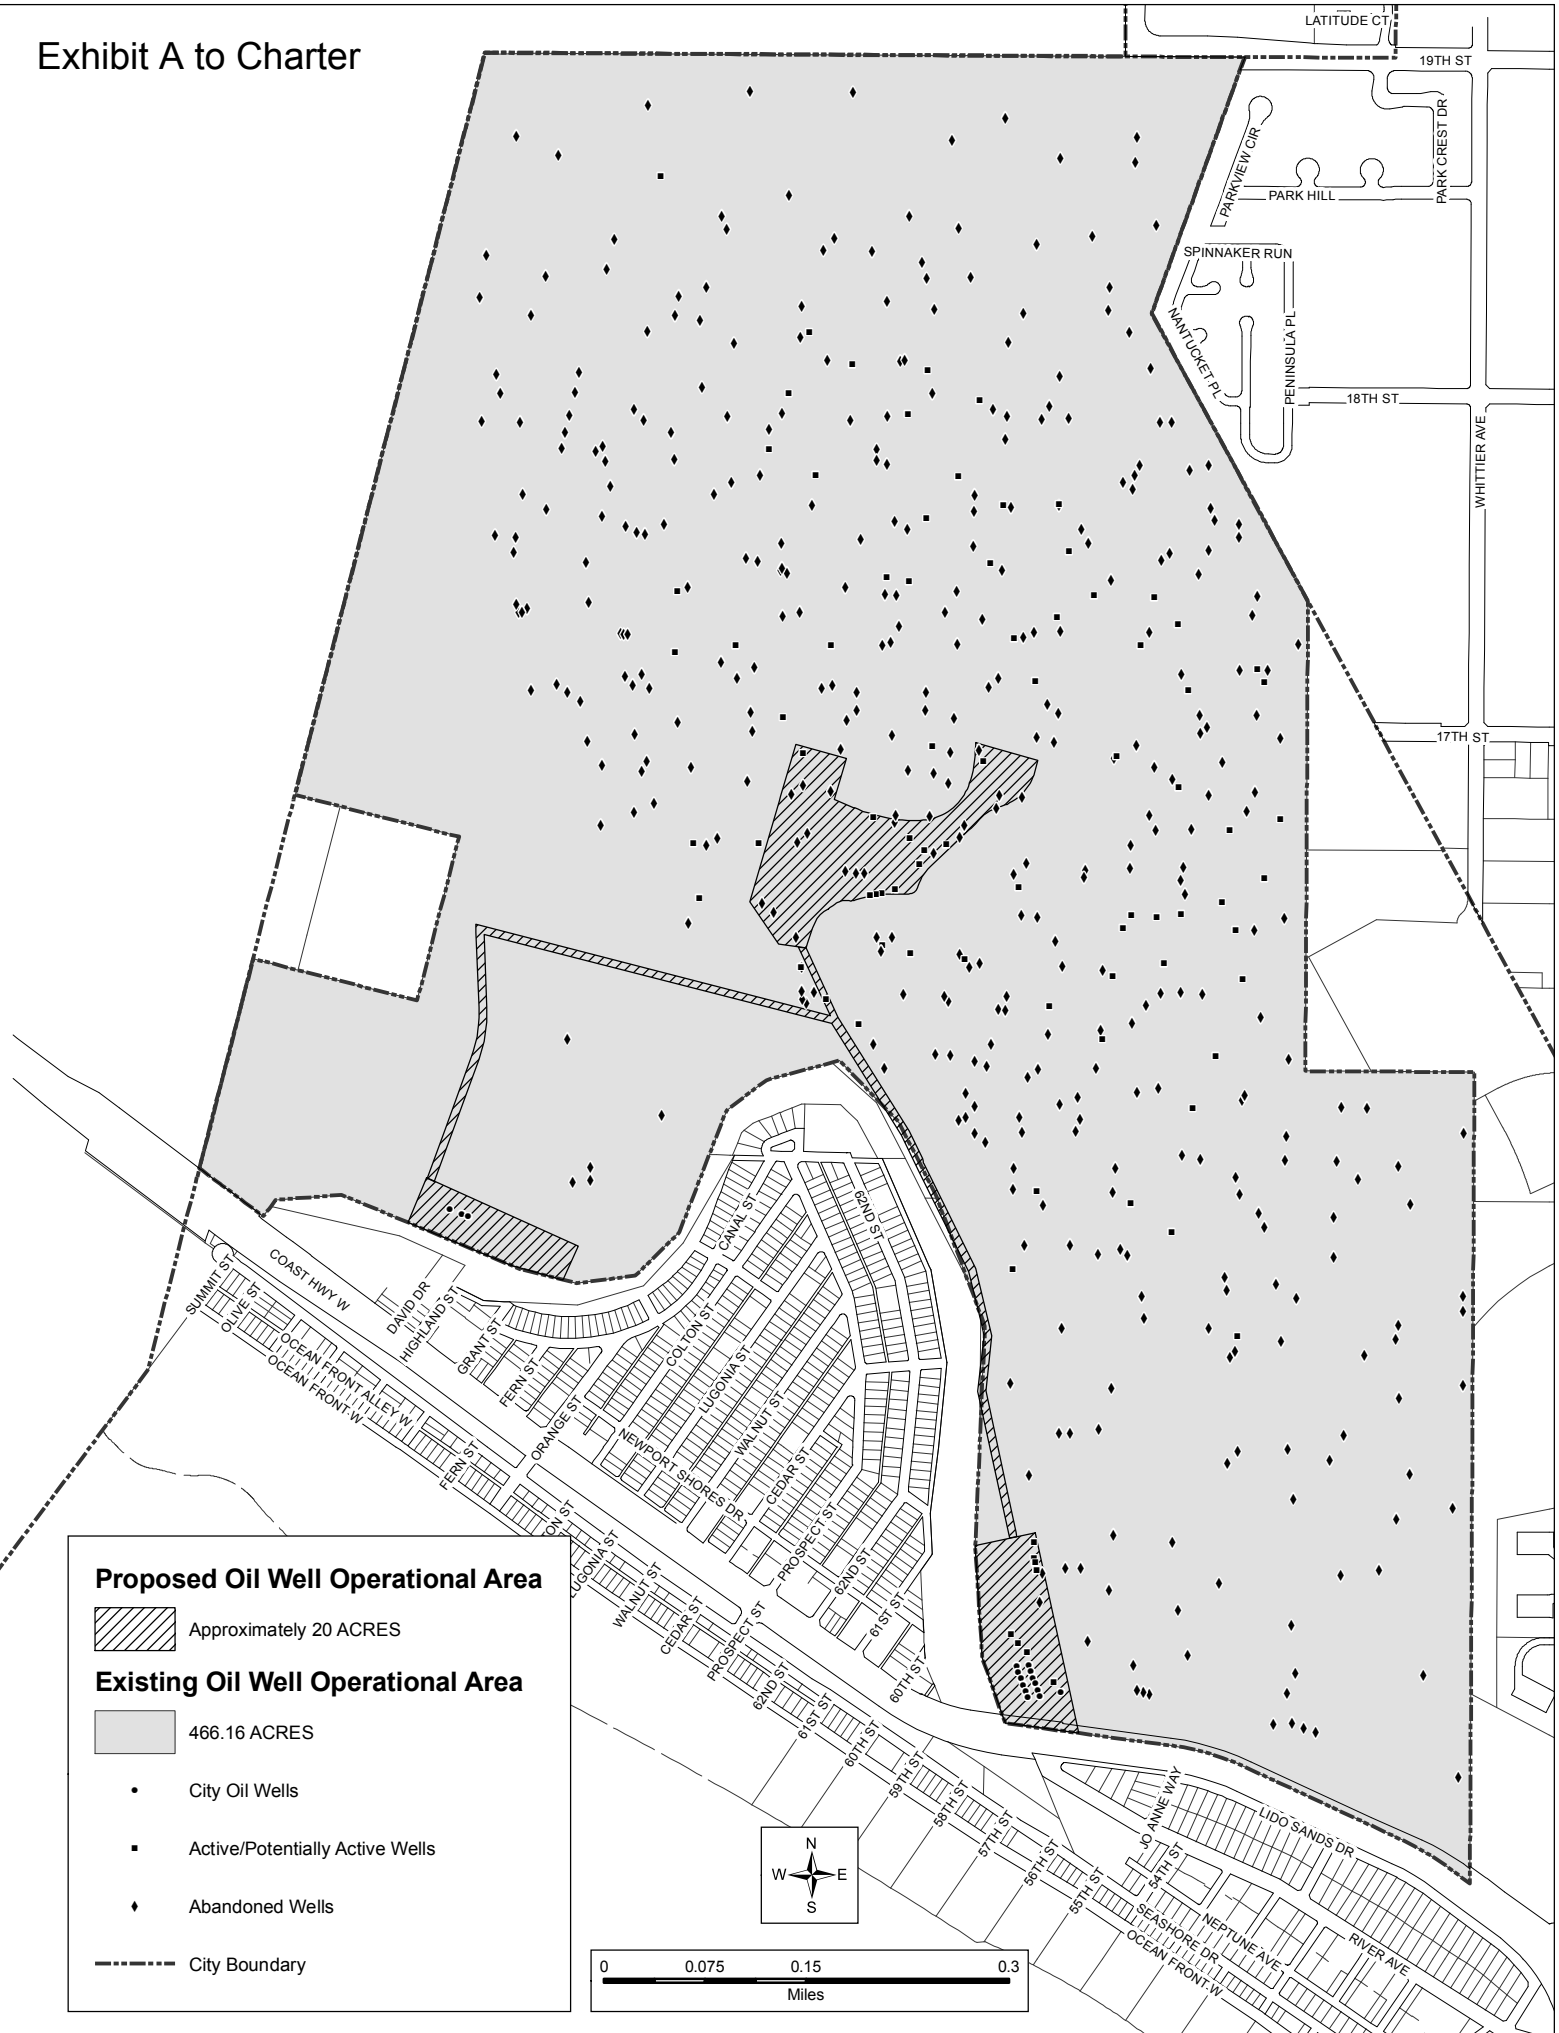 Exhibit A to Charter
LATITUDE CT
19TH ST
PARKVIEW CIR
PARK CREST DR
PARK HILL
SPINNAKER RUN
NANTUCKET PL
PENINSULA PL
18TH ST
WHITTIER AVE
17TH ST
CANAL ST
62ND ST
COAST HWY W
SUMMIT ST
OLIVE ST
DAVID DR
HIGHLAND ST
GRANT ST
FERN ST
COLTON ST
LUGONIA ST
WALNUT ST
OCEAN FRONT ALLEY W
OCEAN FRONT W
ORANGE ST
NEWPORT SHORES DR
CEDAR ST
PROSPECT ST
62ND ST
61ST ST
60TH ST
FERN ST
ON ST
LUGONIA ST
WALNUT ST
CEDAR ST
PROSPECT ST
62ND ST
61ST ST
60TH ST
59TH ST
58TH ST
57TH ST
56TH ST
55TH ST
54TH ST
JO ANNE WAY
LIDO SANDS DR
SEASHORE DR
NEPTUNE AVE
RIVER AVE
OCEAN FRONT W
Proposed Oil Well Operational Area
Approximately 20 ACRES
Existing Oil Well Operational Area
466.16 ACRES
City Oil Wells
Active/Potentially Active Wells
Abandoned Wells
City Boundary
N
W E
S
0 0.075 0.15 0.3
Miles